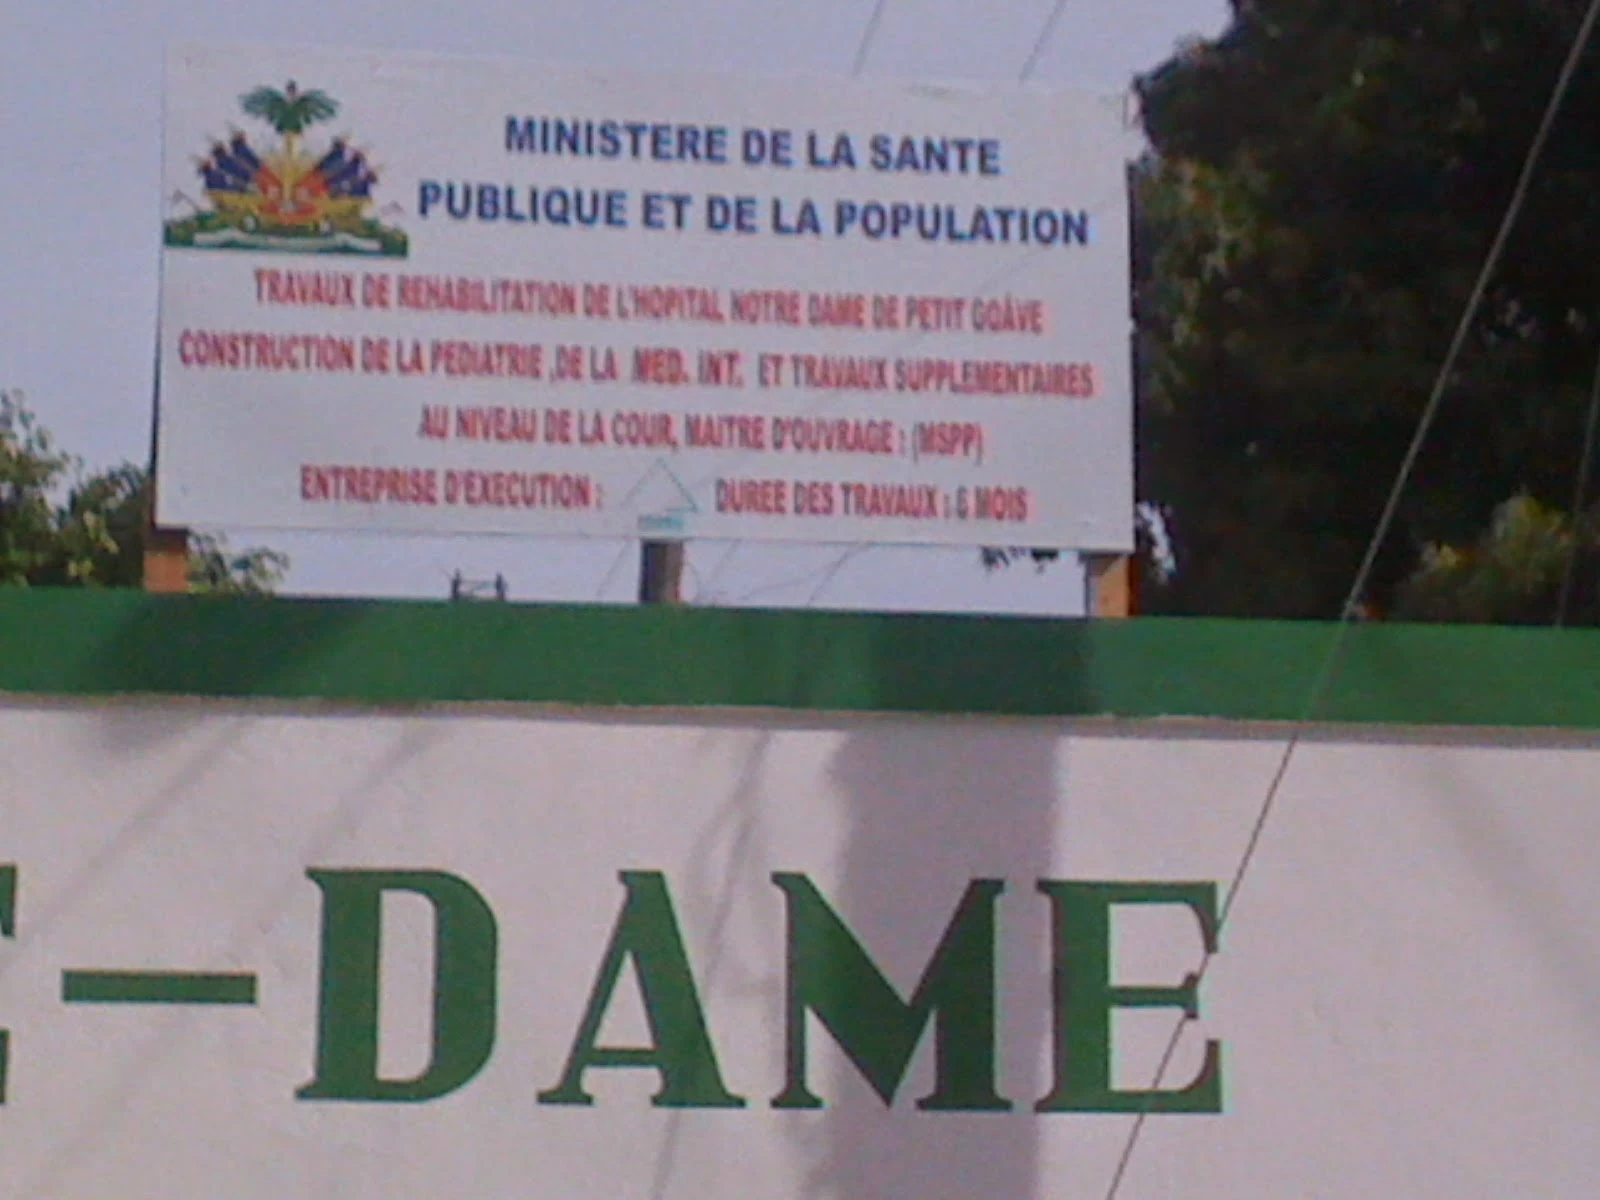 MINISTERE DE LA SANTE
PUBLIQUE ET DE LA POPULATION
TRAVAUX DE REHABILITATION DE L'HOPITAL NOTRE DAME DE PETIT GOÂVE
CONSTRUCTION DE LA PEDIATRIE ,DE LA MED. INT. ET TRAVAUX SUPPLEMENTAIRES
AU NIVEAU DE LA COUR, MAITRE D'OUVRAGE : (MSPP)
ENTREPRISE D'EXECUTION : DUREE DES TRAVAUX : 6 MOIS
E-DAME